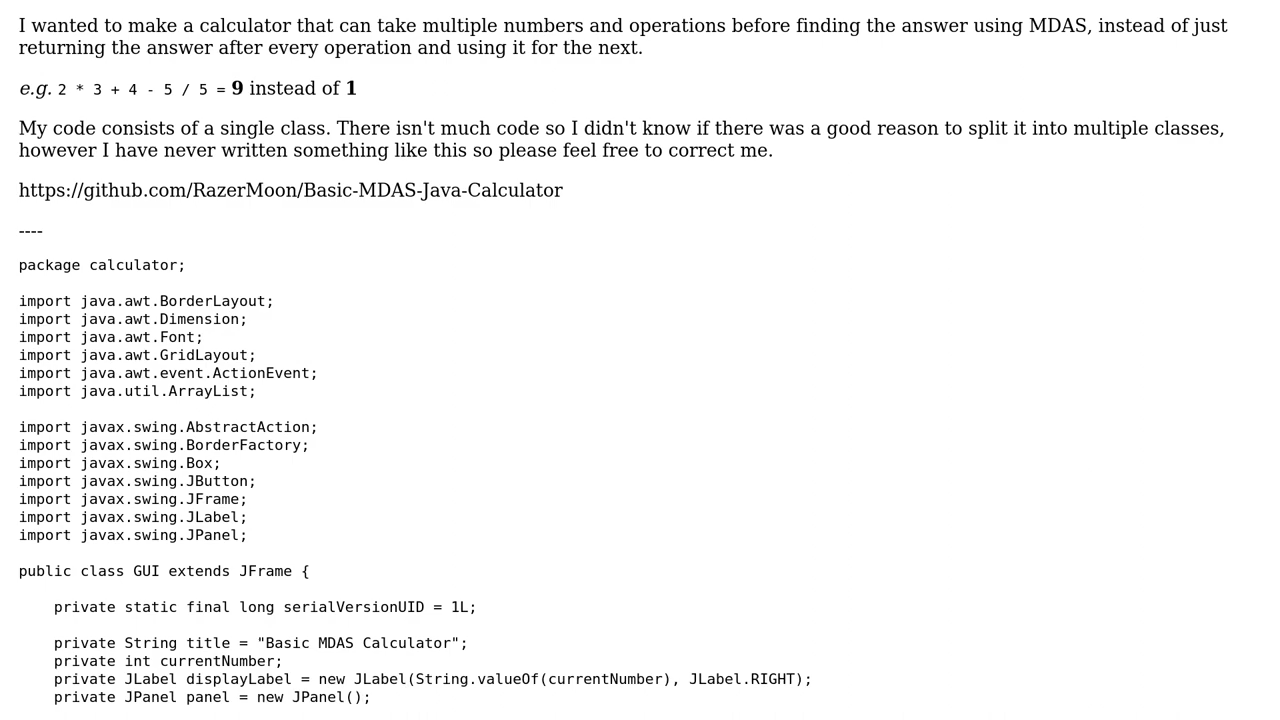 I wanted to make a calculator that can take multiple numbers and operations before finding the answer using MDAS, instead of just
returning the answer after every operation and using it for the next.
e.g. 2 * 3 + 4 - 5 / 5 = 9 instead of 1
My code consists of a single class. There isn't much code so I didn't know if there was a good reason to split it into multiple classes,
however I have never written something like this so please feel free to correct me.
https://github.com/RazerMoon/Basic-MDAS-Java-Calculator
----
package calculator;
import java.awt.BorderLayout;
import java.awt.Dimension;
import java.awt.Font;
import java.awt.GridLayout;
import java.awt.event.ActionEvent;
import java.util.ArrayList;
import javax.swing.AbstractAction;
import javax.swing.BorderFactory;
import javax.swing.Box;
import javax.swing.JButton;
import javax.swing.JFrame;
import javax.swing.JLabel;
import javax.swing.JPanel;
public class GUI extends JFrame {
    private static final long serialVersionUID = 1L;
    private String title = "Basic MDAS Calculator";
    private int currentNumber;
    private JLabel displayLabel = new JLabel(String.valueOf(currentNumber), JLabel.RIGHT);
    private JPanel panel = new JPanel();